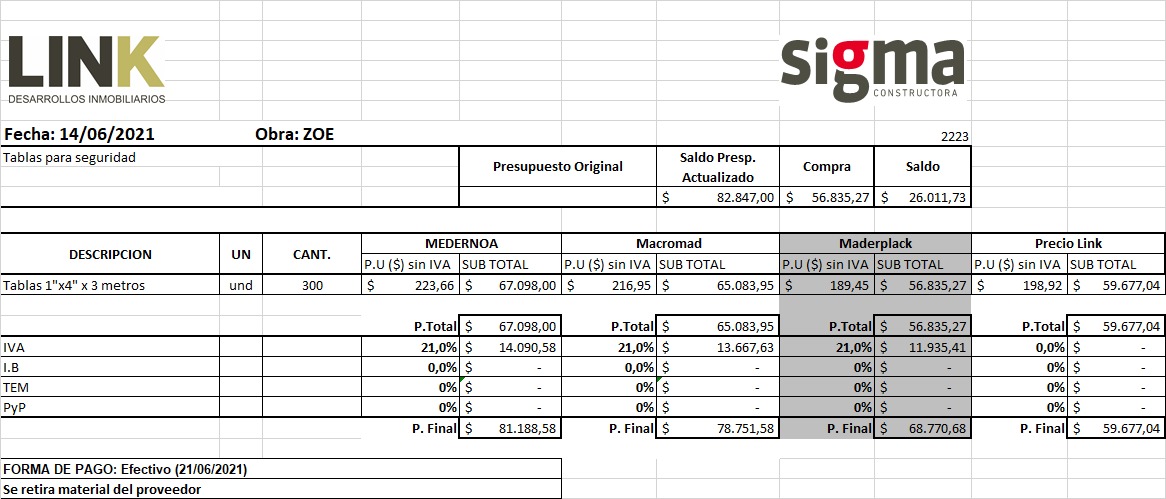 LINK
DESARROLLOS INMOBILIARIOS
sigma
CONSTRUCTORA
Fecha: 14/06/2021 Obra: ZOE 2223
Tablas para seguridad Presupuesto Original Saldo Presp. Actualizado Compra Saldo
$ 82.847,00 $ 56.835,27 $ 26.011,73
DESCRIPCION UN CANT. MEDERNOA Macromad Maderplack Precio Link
P.U ($) sin IVA SUB TOTAL P.U ($) sin IVA SUB TOTAL P.U ($) sin IVA SUB TOTAL P.U ($) sin IVA SUB TOTAL
Tablas 1"x4" x 3 metros und 300 $ 223,66 $ 67.098,00 $ 216,95 $ 65.083,95 $ 189,45 $ 56.835,27 $ 198,92 $ 59.677,04
P.Total $ 67.098,00 P.Total $ 65.083,95 P.Total $ 56.835,27 P.Total $ 59.677,04
IVA 21,0% $ 14.090,58 21,0% $ 13.667,63 21,0% $ 11.935,41 0,0% $ -
I.B 0,0% $ - 0,0% $ - 0% $ - 0% $ -
TEM 0% $ - 0% $ - 0% $ - 0% $ -
PyP 0% $ - 0% $ - 0% $ - 0% $ -
P. Final $ 81.188,58 P. Final $ 78.751,58 P. Final $ 68.770,68 P. Final $ 59.677,04
FORMA DE PAGO: Efectivo (21/06/2021)
Se retira material del proveedor